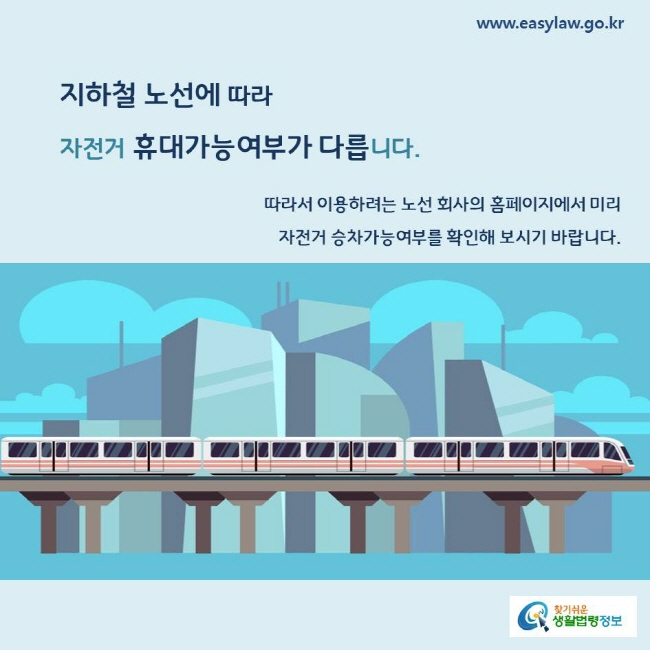 www.easylaw.go.kr
지하철 노선에 따라
자전거 휴대가능여부가 다릅니다.
따라서 이용하려는 노선 회사의 홈페이지에서 미리
자전거 승차가능여부를 확인해 보시기 바랍니다.
찾기쉬운
생활법령정보